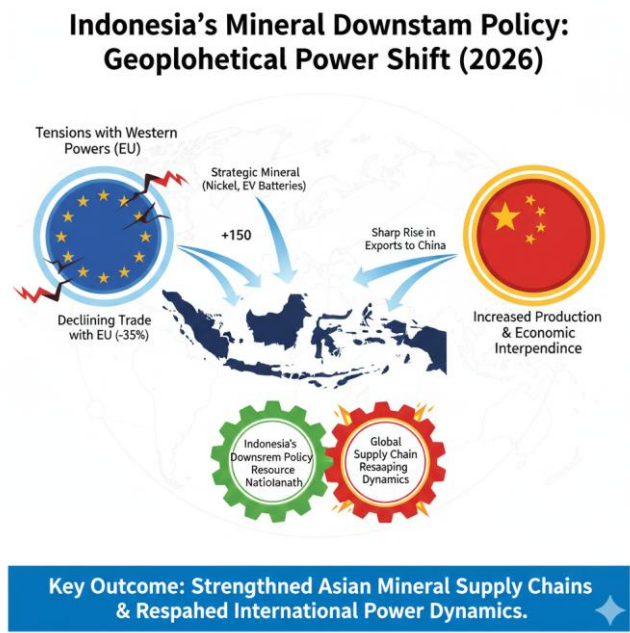 Indonesia's Mineral Downstam Policy:
Geoplohetical Power Shift (2026)
Tensions with Western
Powers (EU)
Strategic Mineral
(Nickel, EV Batteries)
+150
Sharp Rise in
Exports to China
Declining Trade
with EU (-35%)
Increased Production
& Economic
Interpendince
Indonesia's
Downsrem Policy
Resource
Natiolanath
Global
Supply Chain
Resaaping
Dynamics
Key Outcome: Strengthned Asian Mineral Supply Chains
& Respahed International Power Dynamics.